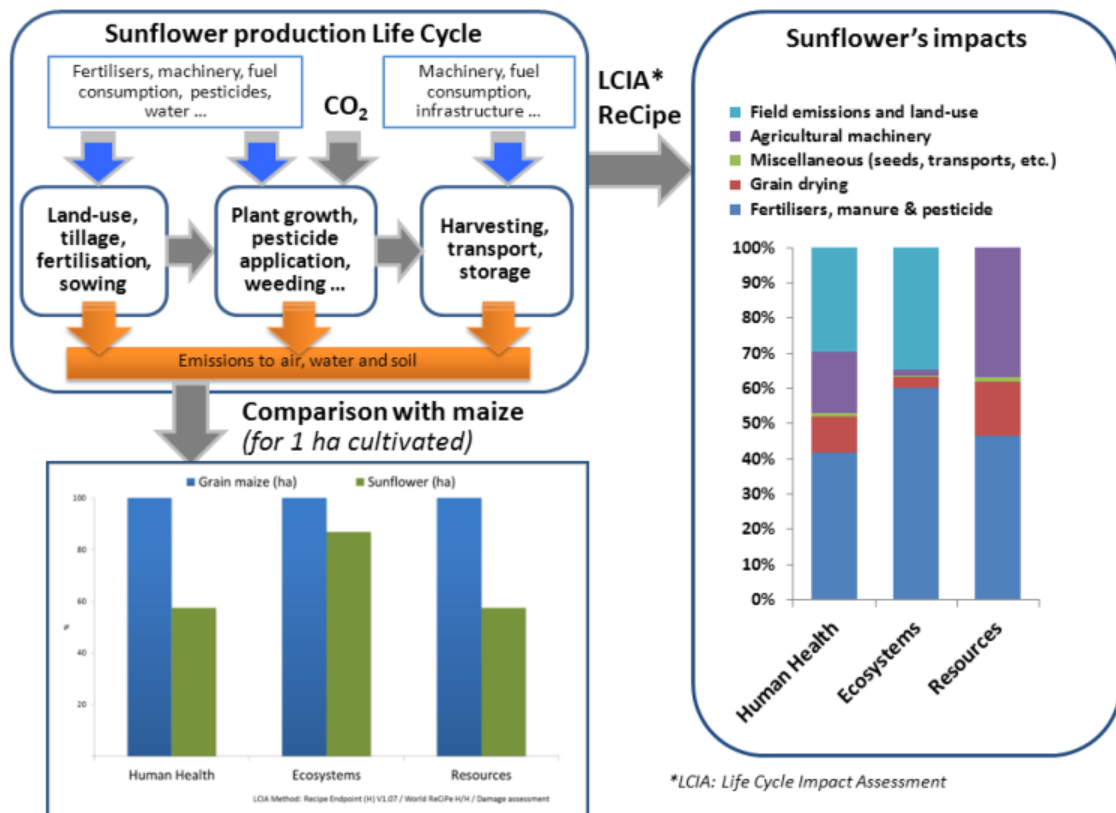 Sunflower production Life Cycle
Fertilisers, machinery, fuel
consumption, pesticides,
water ...
CO2
Machinery, fuel
consumption,
infrastructure ...
Land-use,
tillage,
fertilisation,
sowing
Plant growth,
pesticide
application,
weeding ...
Harvesting,
transport,
storage
Emissions to air, water and soil
LCIA*
ReCipe
Comparison with maize
(for 1 ha cultivated)
Grain maize (ha)
Sunflower (ha)
100
80
60
40
20
%
Human Health
Ecosystems
Resources
LCIA Method: Recipe Endpoint (H) V1.07 / World ReCiPe H/H / Damage assessment
Sunflower's impacts
Field emissions and land-use
Agricultural machinery
Miscellaneous (seeds, transports, etc.)
Grain drying
Fertilisers, manure & pesticide
100%
90%
80%
70%
60%
50%
40%
30%
20%
10%
0%
Human Health
Ecosystems
Resources
*LCIA: Life Cycle Impact Assessment